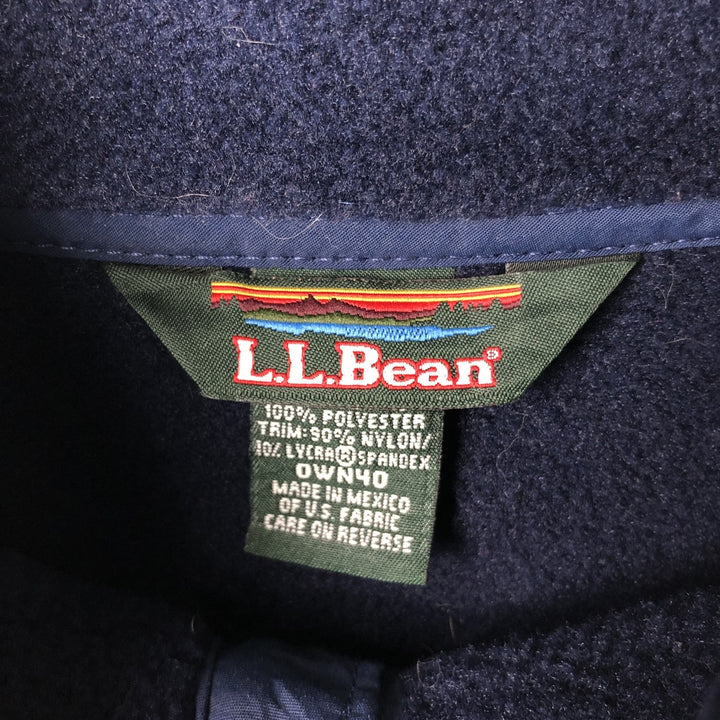 L.L.Bean®
100% POLYESTER
TRIM: 90% NYLON/
10% LYCRA®SPANDEX
OWN40
MADE IN MEXICO
OF U.S. FABRIC
CARE ON REVERSE